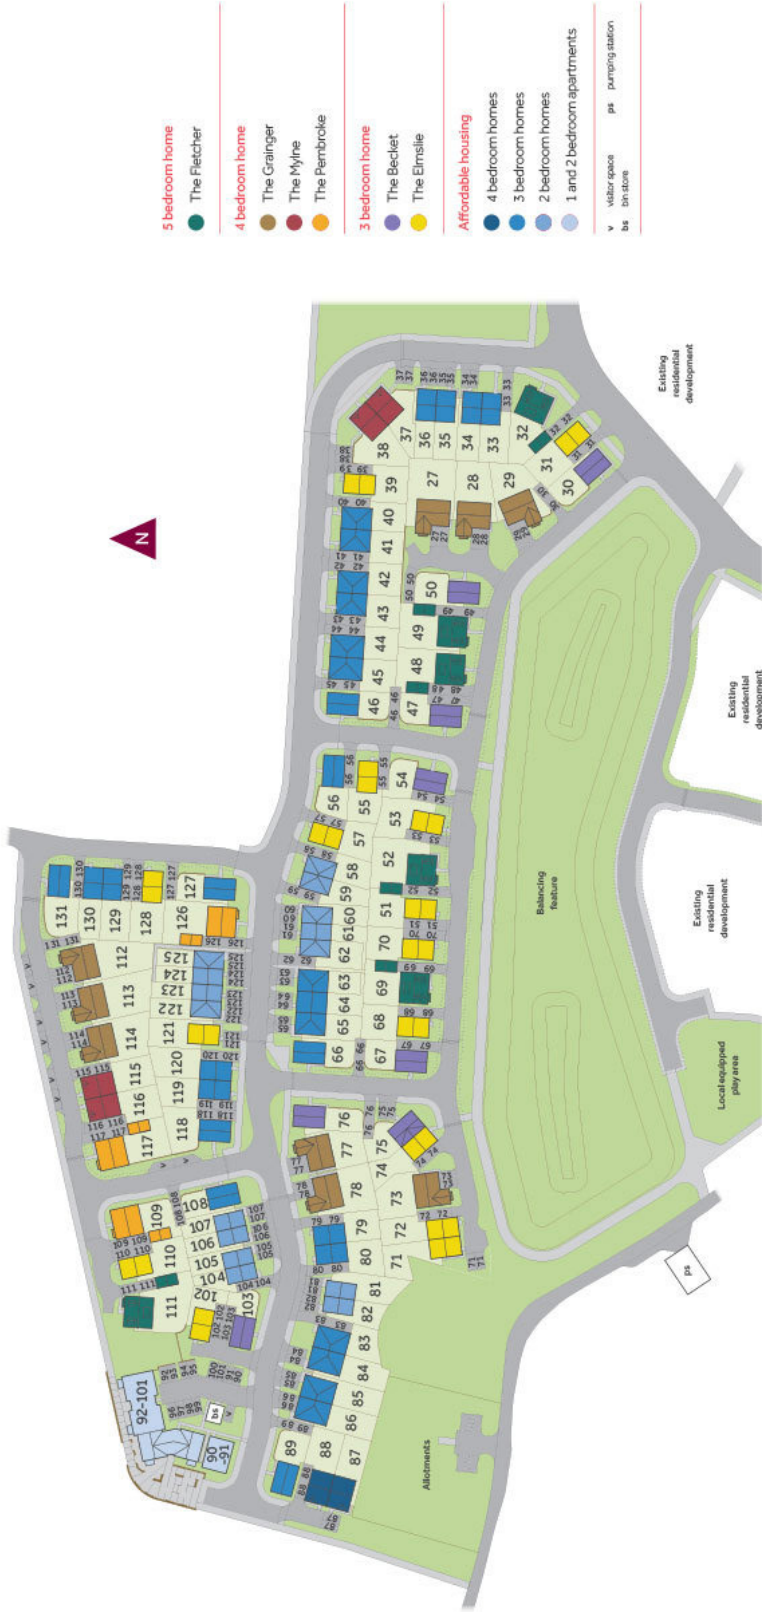 5 bedroom home
The Fletcher
4 bedroom home
The Grainger
The Mylne
The Pembroke
3 bedroom home
The Becket
The Elmslie
Affordable housing
4 bedroom homes
3 bedroom homes
2 bedroom homes
1 and 2 bedroom apartments
v visitor space
bs bin store
ps pumping station
N
Existing
residential
development
Existing
residential
development
Existing
residential
development
Balancing
feature
Local equipped
play area
Allotments
ps
bs
v
92-101
90
-91
27
28
29
30
31
32
33
34
35
36
37
38
39
40
41
42
43
44
45
46
47
48
49
50
51
52
53
54
55
56
57
58
59
6160
62
63
64
65
66
67
68
69
70
71
72
73
74
75
76
77
78
79
80
81
82
83
84
85
86
87
88
89
102
103
104
105
106
107
108
109
110
111
112
113
114
115
116
117
118
119
120
121
122
123
124
125
126
127
128
129
130
131